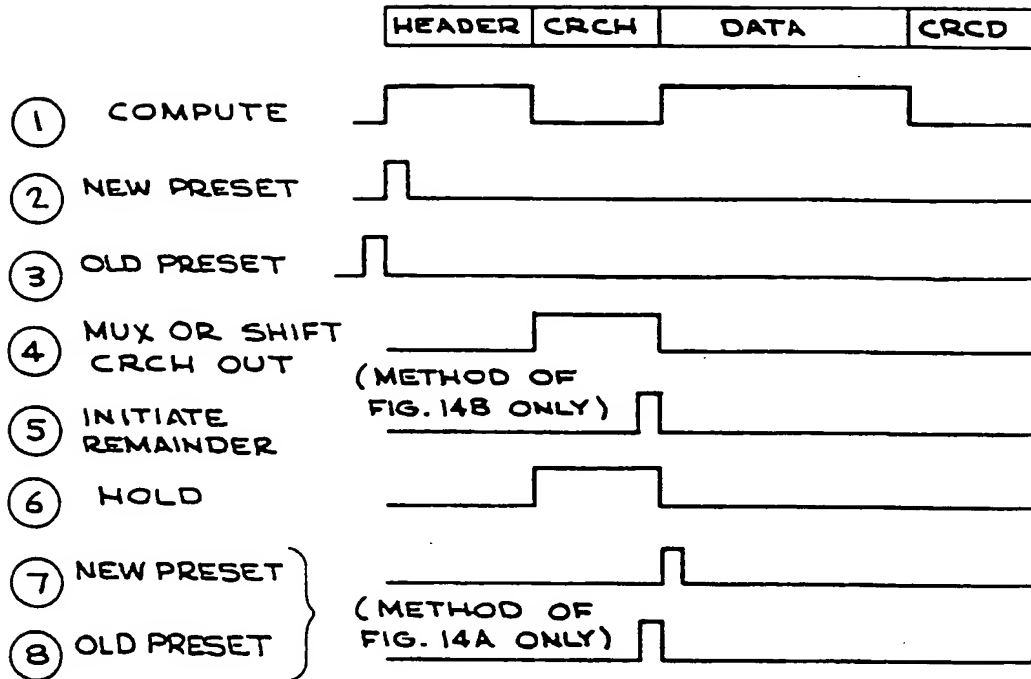 HEADER CRCH DATA CRCD
1 COMPUTE
2 NEW PRESET
3 OLD PRESET
4 MUX OR SHIFT
CRCH OUT
(METHOD OF
FIG. 14B ONLY)
5 INITIATE
REMAINDER
6 HOLD
7 NEW PRESET
(METHOD OF
FIG. 14A ONLY)
8 OLD PRESET